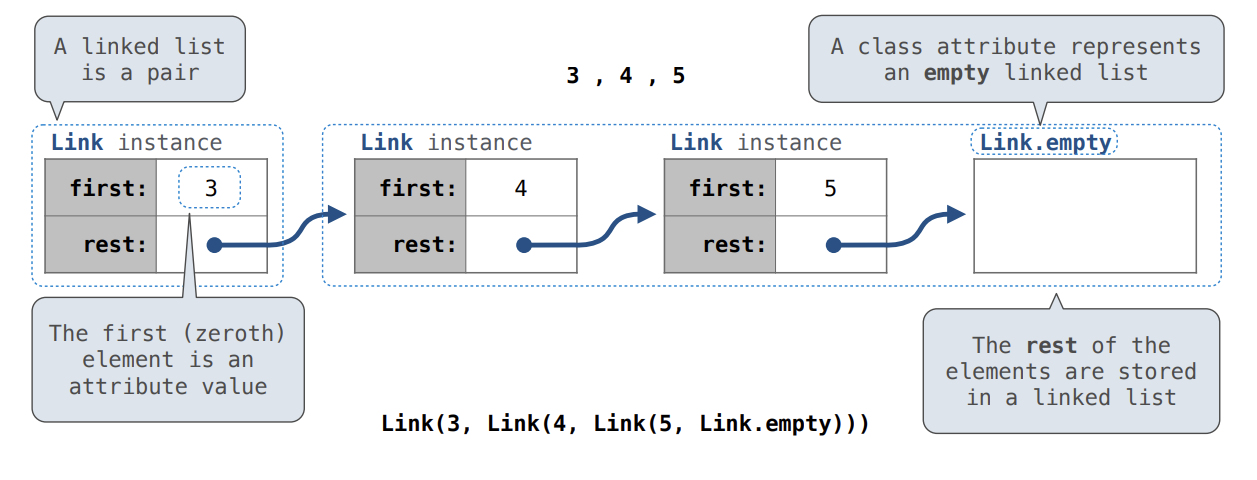 A linked list
is a pair
3 , 4 , 5
A class attribute represents
an empty linked list
Link instance
first: 3
rest:
Link instance
first: 4
rest:
Link instance
first: 5
rest:
Link.empty
The first (zeroth)
element is an
attribute value
The rest of the
elements are stored
in a linked list
Link(3, Link(4, Link(5, Link.empty)))